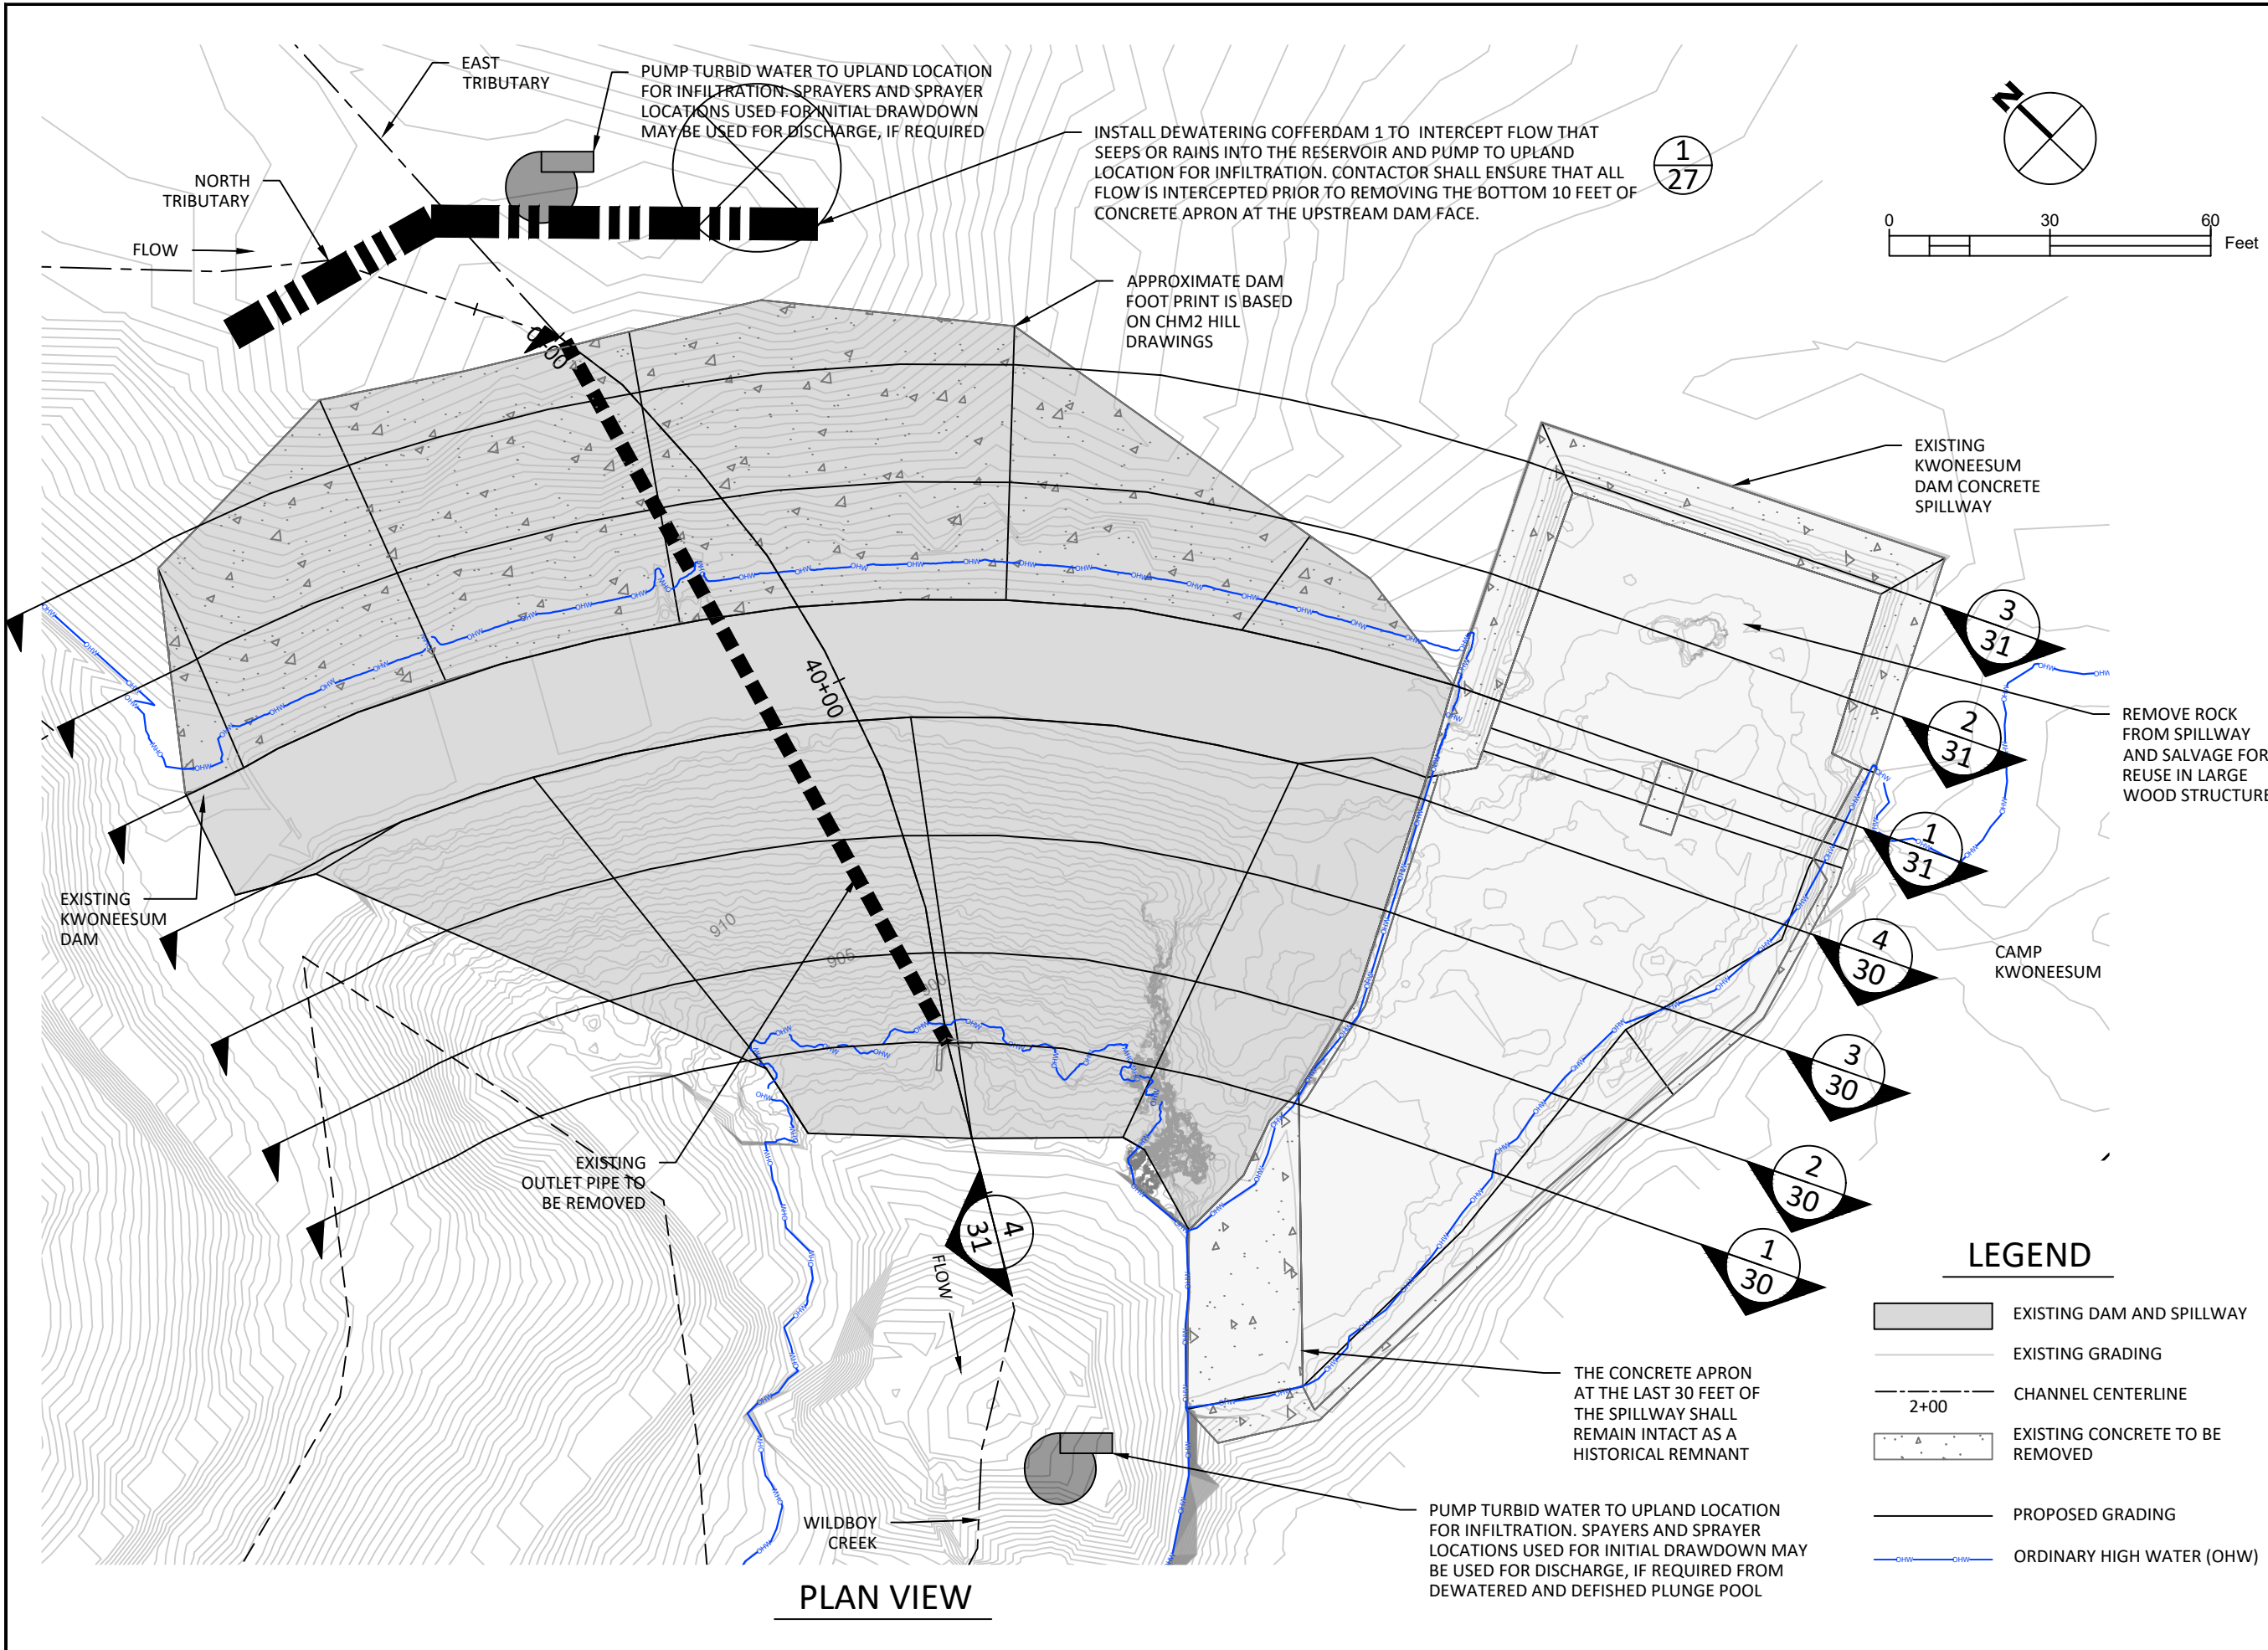 EAST
TRIBUTARY
PUMP TURBID WATER TO UPLAND LOCATION
FOR INFILTRATION. SPRAYERS AND SPRAYER
LOCATIONS USED FOR INITIAL DRAWDOWN
MAY BE USED FOR DISCHARGE, IF REQUIRED
NORTH
TRIBUTARY
FLOW
INSTALL DEWATERING COFFERDAM 1 TO INTERCEPT FLOW THAT
SEEPS OR RAINS INTO THE RESERVOIR AND PUMP TO UPLAND
LOCATION FOR INFILTRATION. CONTACTOR SHALL ENSURE THAT ALL
FLOW IS INTERCEPTED PRIOR TO REMOVING THE BOTTOM 10 FEET OF
CONCRETE APRON AT THE UPSTREAM DAM FACE.
1
27
N
0 30 60
Feet
APPROXIMATE DAM
FOOT PRINT IS BASED
ON CHM2 HILL
DRAWINGS
0+00
40+00
EXISTING
KWONEESUM
DAM CONCRETE
SPILLWAY
3
31
2
31
REMOVE ROCK
FROM SPILLWAY
AND SALVAGE FOR
REUSE IN LARGE
WOOD STRUCTURE
1
31
4
30
CAMP
KWONEESUM
3
30
2
30
1
30
EXISTING
KWONEESUM
DAM
910
905
900
EXISTING
OUTLET PIPE TO
BE REMOVED
4
31
FLOW
WILDBOY
CREEK
THE CONCRETE APRON
AT THE LAST 30 FEET OF
THE SPILLWAY SHALL
REMAIN INTACT AS A
HISTORICAL REMNANT
PUMP TURBID WATER TO UPLAND LOCATION
FOR INFILTRATION. SPAYERS AND SPRAYER
LOCATIONS USED FOR INITIAL DRAWDOWN MAY
BE USED FOR DISCHARGE, IF REQUIRED FROM
DEWATERED AND DEFISHED PLUNGE POOL
LEGEND
EXISTING DAM AND SPILLWAY
EXISTING GRADING
CHANNEL CENTERLINE
2+00
EXISTING CONCRETE TO BE
REMOVED
PROPOSED GRADING
OHW OHW
ORDINARY HIGH WATER (OHW)
PLAN VIEW